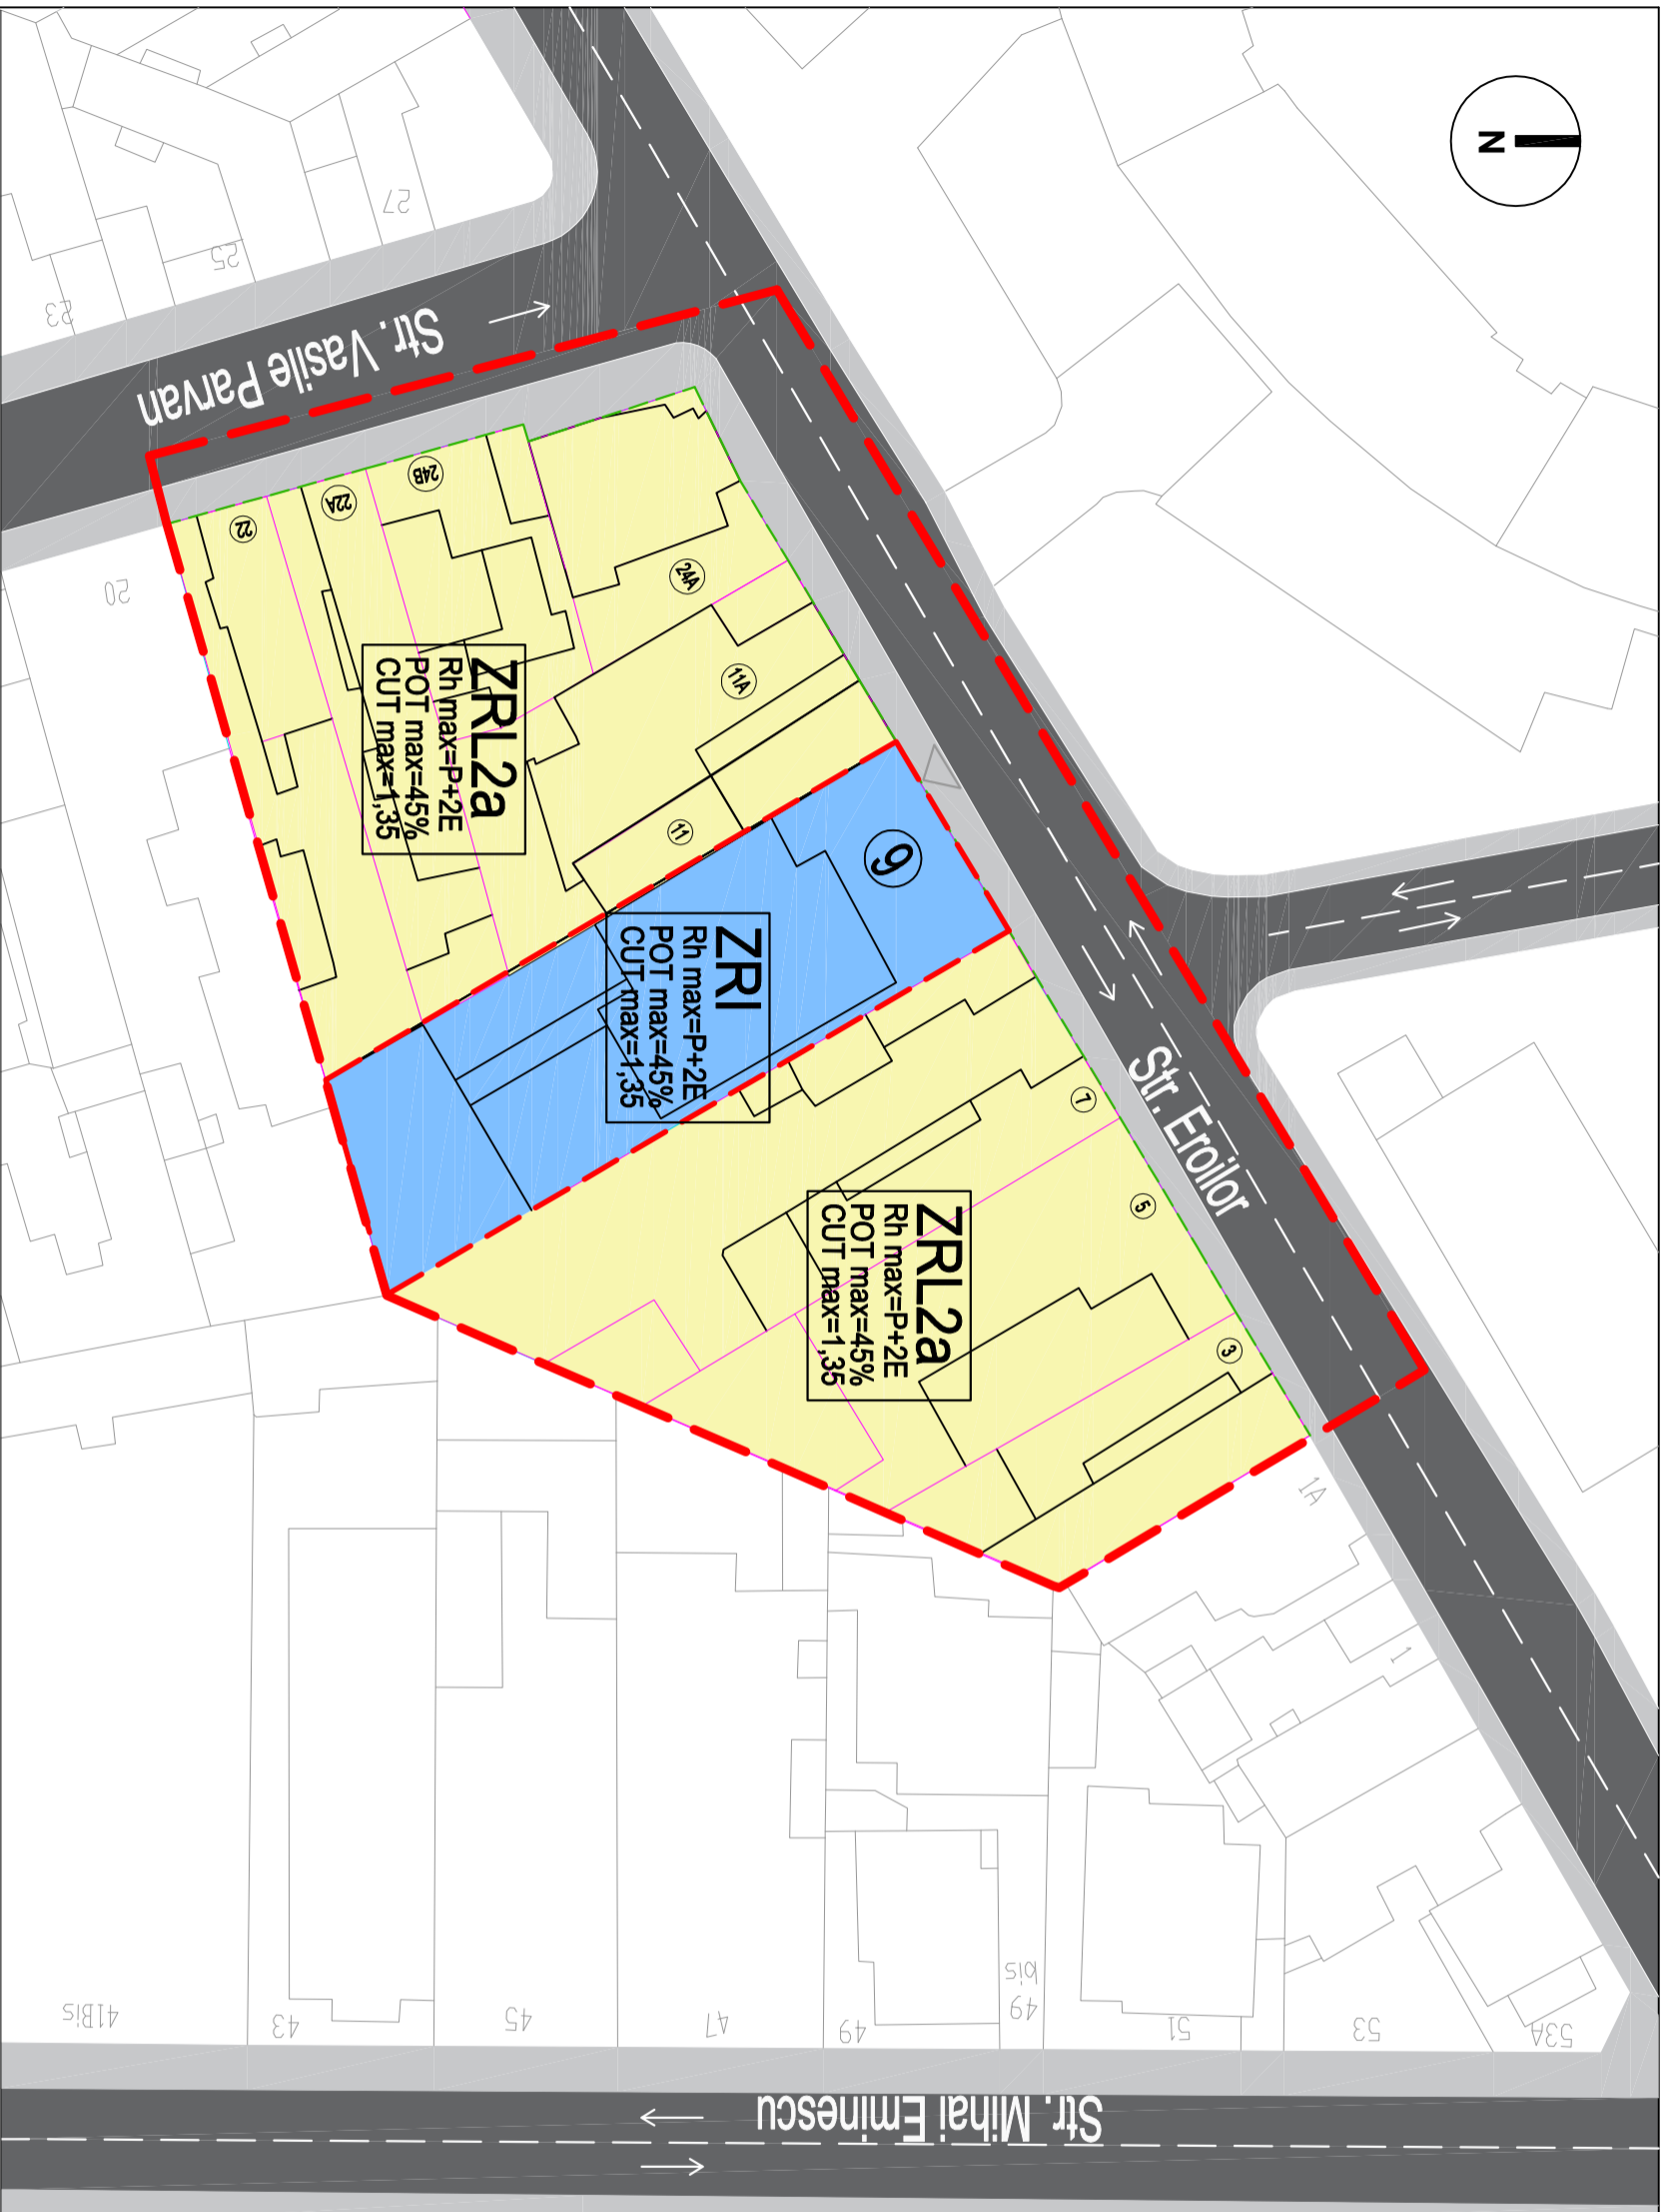 N
27
25
23
Str. Vasile Parvan
20
22
22A
24B
24A
11A
11
9
ZRL2a
Rh max=P+2E
POT max=45%
CUT max=1,35
ZRI
Rh max=P+2E
POT max=45%
CUT max=1,35
ZRL2a
Rh max=P+2E
POT max=45%
CUT max=1,35
Str. Eroilor
7
5
3
1A
1
41Bis
43
45
47
49
49
bis
51
53
53A
Str. Mihai Eminescu